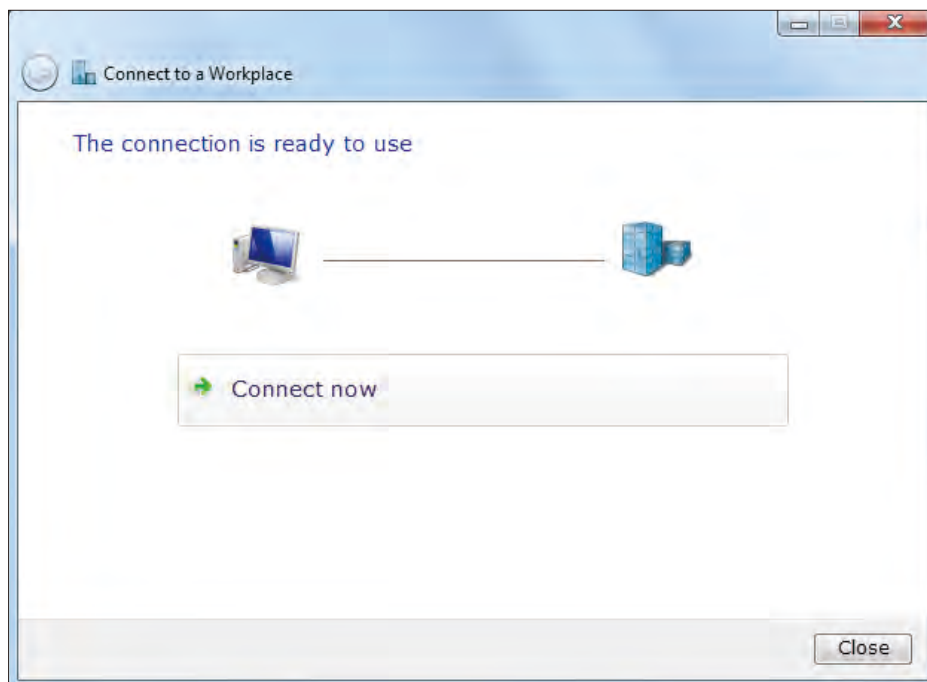 Connect to a Workplace
The connection is ready to use
Connect now
Close